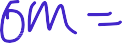 6m =